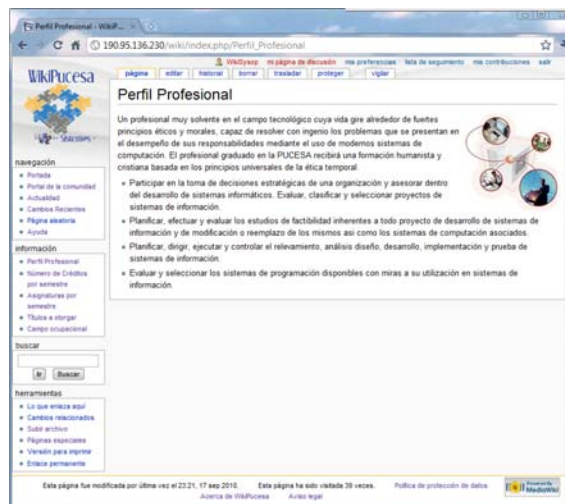 Perfil Profesional - WikiP...
190.95.136.230/wiki/index.php/Perfil_Profesional
WikiSysop mi página de discusión mis preferencias lista de seguimiento mis contribuciones salir
WikiPucesa
página editar historial borrar trasladar proteger vigilar
Perfil Profesional
Un profesional muy solvente en el campo tecnológico cuya vida gire alrededor de fuertes
principios éticos y morales, capaz de resolver con ingenio los problemas que se presentan en
el desempeño de sus responsabilidades mediante el uso de modernos sistemas de
computación. El profesional graduado en la PUCESA recibirá una formación humanista y
cristiana basada en los principios universales de la ética temporal.
Participar en la toma de decisiones estratégicas de una organización y asesorar dentro
del desarrollo de sistemas informáticos. Evaluar, clasificar y seleccionar proyectos de
sistemas de información.
Planificar, efectuar y evaluar los estudios de factibilidad inherentes a todo proyecto de desarrollo de sistemas de
información y de modificación o reemplazo de los mismos asi como los sistemas de computación asociados.
Planificar, dirigir, ejecutar y controlar el relevamiento, análisis diseño, desarrollo, implementación y prueba de
sistemas de información.
Evaluar y seleccionar los sistemas de programación disponibles con miras a su utilización en sistemas de
información.
navegación
Portada
Portal de la comunidad
Actualidad
Cambios Recientes
Página aleatoria
Ayuda
información
Perfil Profesional
Número de Créditos
por semestre
Asignaturas por
semestre
Títulos a otorgar
Campo ocupacional
buscar
Ir Buscar
herramientas
Lo que enlaza aquí
Cambios relacionados
Subir archivo
Páginas especiales
Versión para imprimir
Enlace permanente
Esta página fue modificada por última vez el 23:21, 17 sep 2010. Esta página ha sido visitada 39 veces. Política de protección de datos
Acerca de WikiPucesa Aviso legal
Powered By
MediaWiki